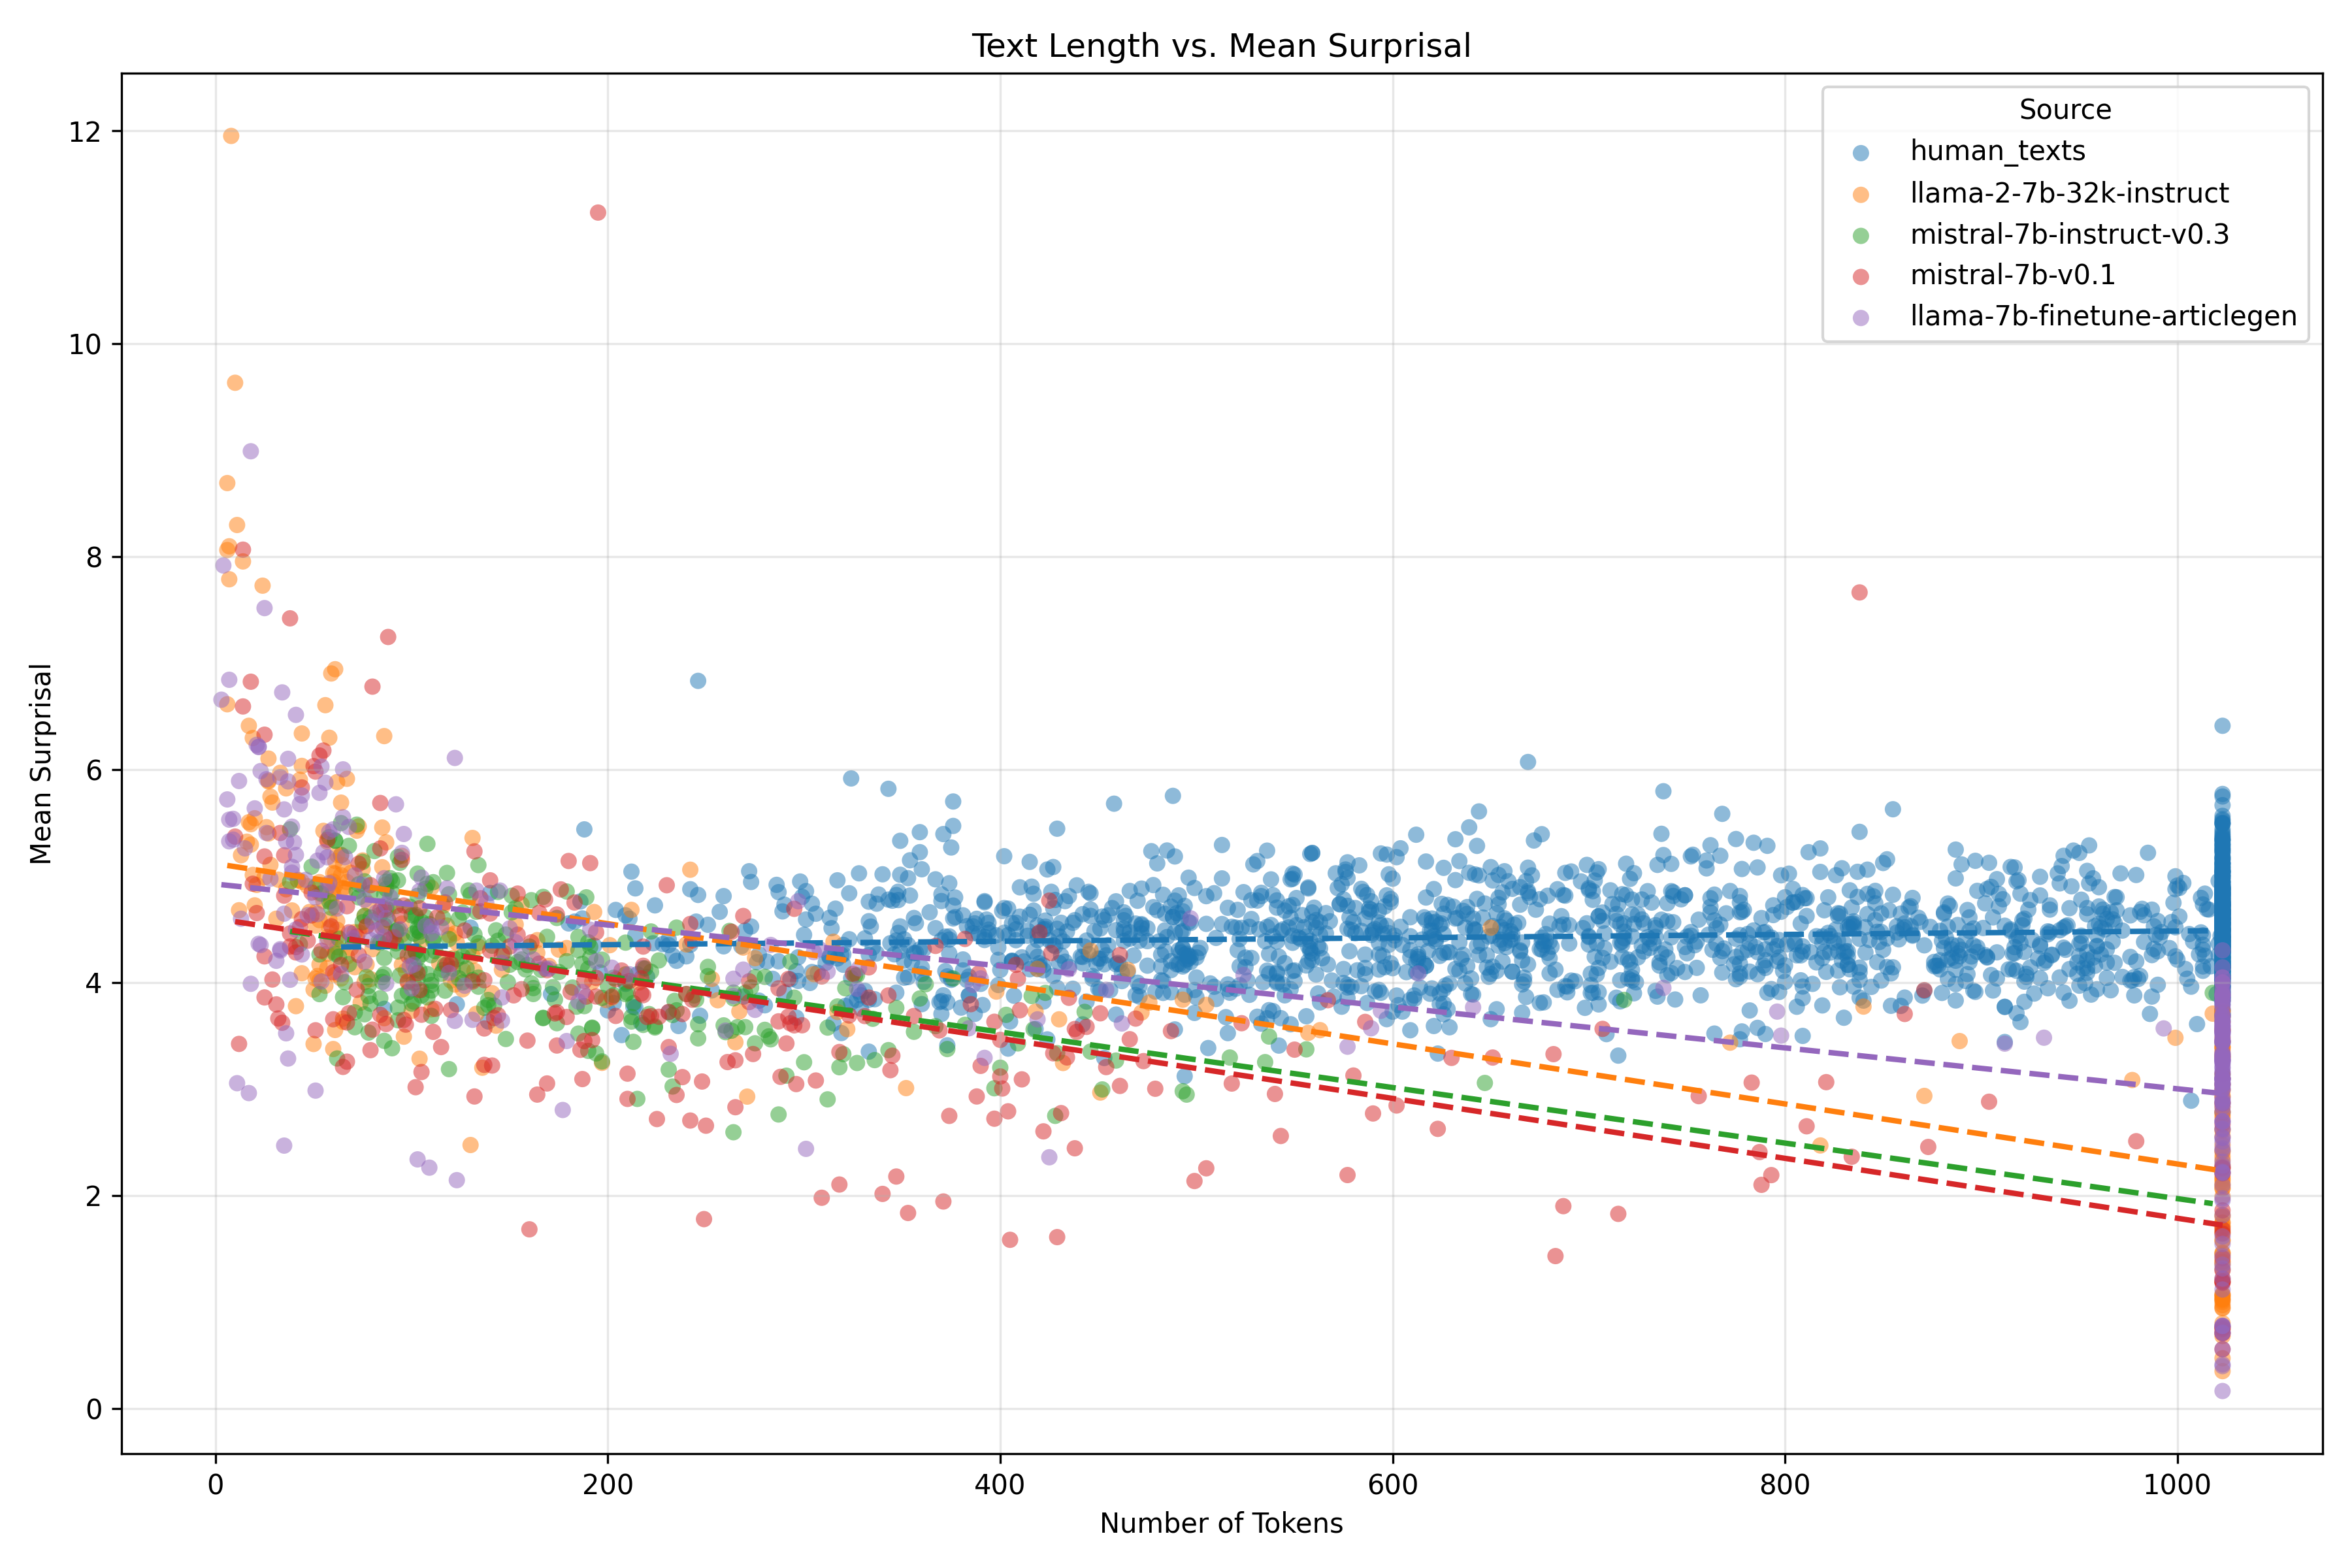 Text Length vs. Mean Surprisal
Source
human_texts
llama-2-7b-32k-instruct
mistral-7b-instruct-v0.3
mistral-7b-v0.1
llama-7b-finetune-articlegen
Mean Surprisal
12
10
8
6
4
2
0
0 200 400 600 800 1000
Number of Tokens